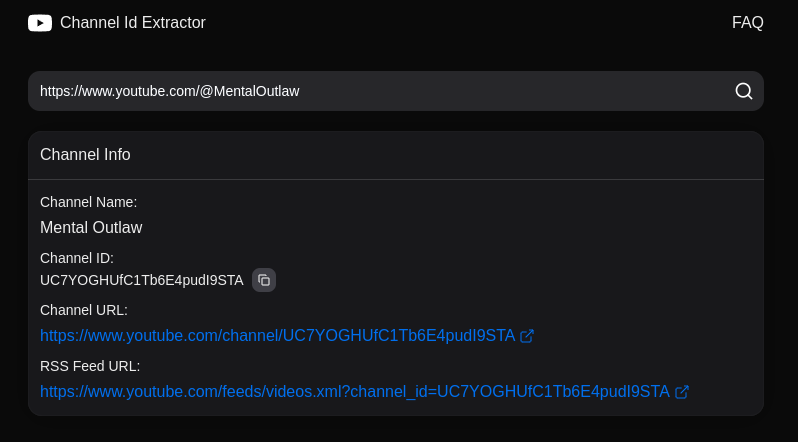 Channel Id Extractor
FAQ
https://www.youtube.com/@MentalOutlaw
Channel Info
Channel Name:
Mental Outlaw
Channel ID:
UC7YOGHUfC1Tb6E4pudI9STA
Channel URL:
https://www.youtube.com/channel/UC7YOGHUfC1Tb6E4pudI9STA
RSS Feed URL:
https://www.youtube.com/feeds/videos.xml?channel_id=UC7YOGHUfC1Tb6E4pudI9STA